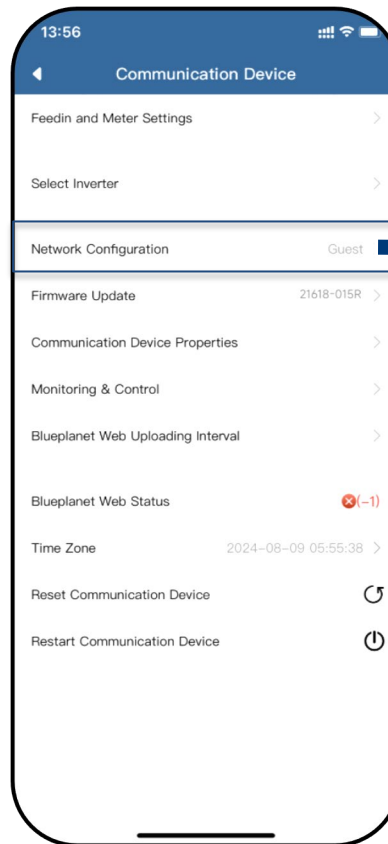 13:56
Communication Device
Feedin and Meter Settings
Select Inverter
Network Configuration Guest
Firmware Update 21618-015R
Communication Device Properties
Monitoring & Control
Blueplanet Web Uploading Interval
Blueplanet Web Status (-1)
Time Zone 2024-08-09 05:55:38
Reset Communication Device
Restart Communication Device